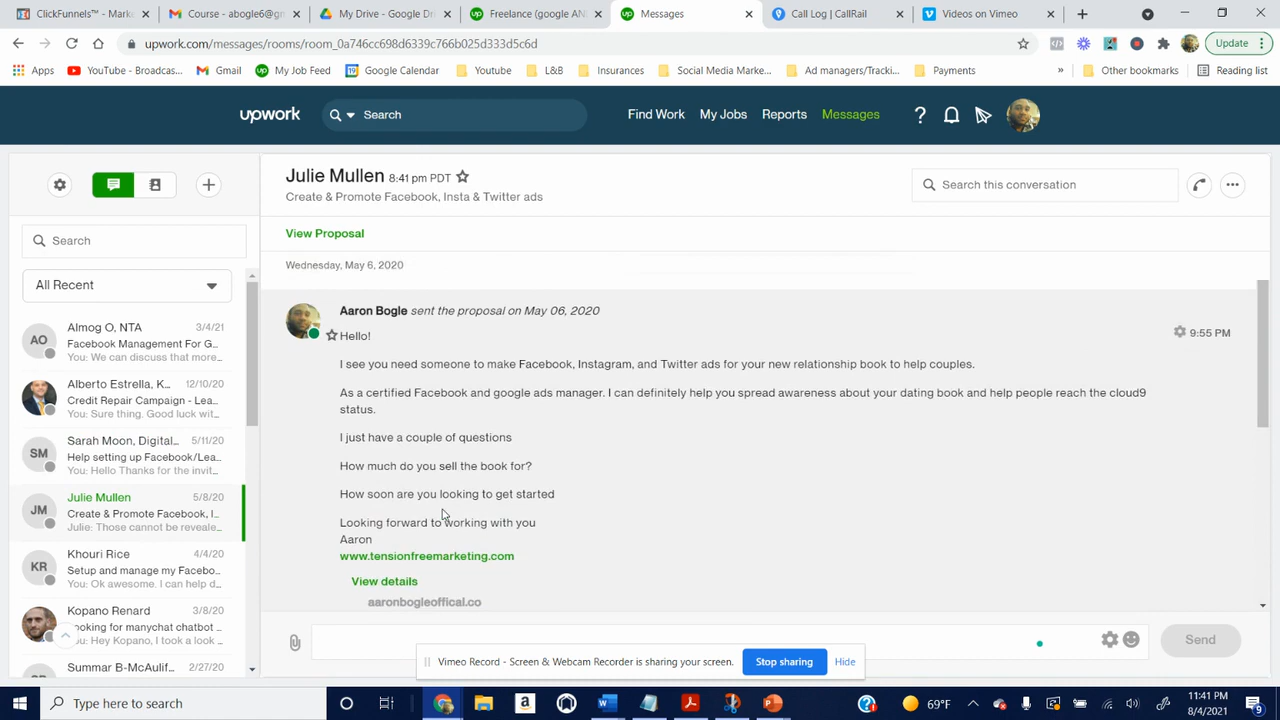 ClickFunnels™ - Marke
Course - abogle6@gm
My Drive - Google Dri
Freelance (google AN
Messages
Call Log | CallRail
Videos on Vimeo
upwork.com/messages/rooms/room_0a746cc698d6339c766b025d333d5c6d
Update
Apps
YouTube - Broadcas...
Gmail
My Job Feed
Google Calendar
Youtube
L&B
Insurances
Social Media Marke...
Ad managers/Tracki...
Payments
»
Other bookmarks
Reading list
upwork
Search
Find Work
My Jobs
Reports
Messages
?
Search
All Recent
AO
Almog O, NTA
3/4/21
Facebook Management For G...
You: We can discuss that more...
Alberto Estrella, K...
12/10/20
Credit Repair Campaign - Lea...
You: Sure thing. Good luck wit...
SM
Sarah Moon, Digital...
5/11/20
Help setting up Facebook/Lea...
You: Hello Thanks for the invit...
JM
Julie Mullen
5/8/20
Create & Promote Facebook, I...
Julie: Those cannot be reveale...
KR
Khouri Rice
4/4/20
Setup and manage my Facebo...
You: Ok awesome. I can help d...
Kopano Renard
3/8/20
ooking for manychat chatbot ...
ou: Hey Kopano, I took a look ...
Summar B-McAulif...
2/27/20
Julie Mullen 8:41 pm PDT
Create & Promote Facebook, Insta & Twitter ads
Search this conversation
View Proposal
Wednesday, May 6, 2020
Aaron Bogle sent the proposal on May 06, 2020
9:55 PM
Hello!
I see you need someone to make Facebook, Instagram, and Twitter ads for your new relationship book to help couples.
As a certified Facebook and google ads manager. I can definitely help you spread awareness about your dating book and help people reach the cloud9
status.
I just have a couple of questions
How much do you sell the book for?
How soon are you looking to get started
Looking forward to working with you
Aaron
www.tensionfreemarketing.com
View details
aaronbogleoffical.co
Send
Vimeo Record - Screen & Webcam Recorder is sharing your screen.
Stop sharing
Hide
Type here to search
69°F
11:41 PM
8/4/2021